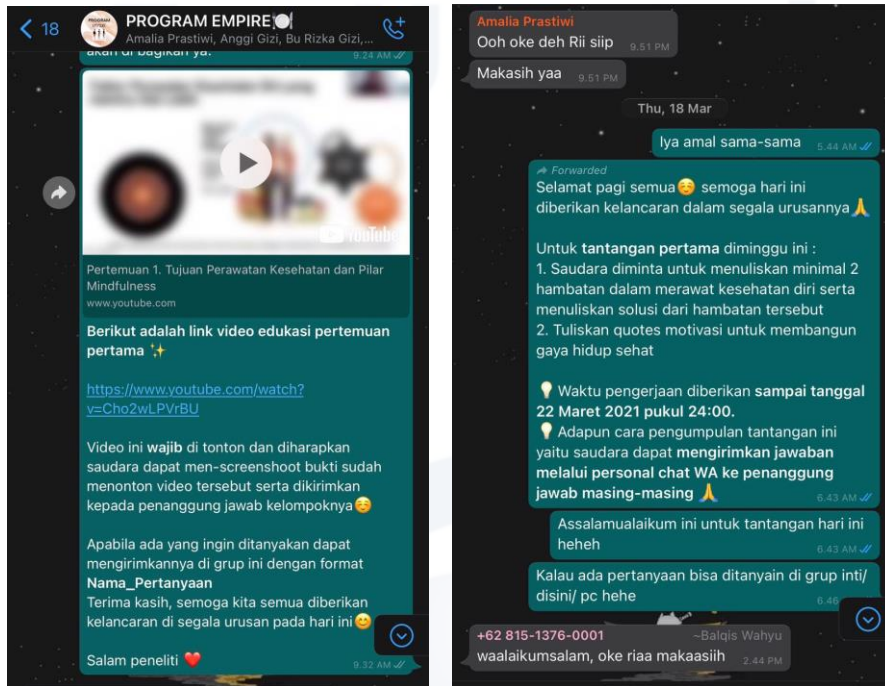 18
PROGRAM EMPIRE🍽️
Amalia Prastiwi, Anggi Gizi, Bu Rizka Gizi,...
akan di bagikan ya.
9.24 AM
YouTube
Pertemuan 1. Tujuan Perawatan Kesehatan dan Pilar
Mindfulness
www.youtube.com
Berikut adalah link video edukasi pertemuan
pertama ✨
https://www.youtube.com/watch?
v=Cho2wLPVrBU
Video ini wajib di tonton dan diharapkan
saudara dapat men-screenshoot bukti sudah
menonton video tersebut serta dikirimkan
kepada penanggung jawab kelompoknya☺️
Apabila ada yang ingin ditanyakan dapat
mengirimkannya di grup ini dengan format
Nama_Pertanyaan
Terima kasih, semoga kita semua diberikan
kelancaran di segala urusan pada hari ini😊
Salam peneliti ❤️
9.32 AM
Amalia Prastiwi
Ooh oke deh Rii siip
9.51 PM
Makasih yaa
9.51 PM
Thu, 18 Mar
Iya amal sama-sama
5.44 AM
Forwarded
Selamat pagi semua☺️ semoga hari ini
diberikan kelancaran dalam segala urusannya🙏
Untuk tantangan pertama diminggu ini :
1. Saudara diminta untuk menuliskan minimal 2
hambatan dalam merawat kesehatan diri serta
menuliskan solusi dari hambatan tersebut
2. Tuliskan quotes motivasi untuk membangun
gaya hidup sehat
💡 Waktu pengerjaan diberikan sampai tanggal
22 Maret 2021 pukul 24:00.
💡 Adapun cara pengumpulan tantangan ini
yaitu saudara dapat mengirimkan jawaban
melalui personal chat WA ke penanggung
jawab masing-masing 🙏
6.43 AM
Assalamualaikum ini untuk tantangan hari ini
heheh
6.43 AM
Kalau ada pertanyaan bisa ditanyain di grup inti/
disini/ pc hehe
6.46
+62 815-1376-0001
~Balqis Wahyu
waalaikumsalam, oke riaa makaasiih
2.44 PM